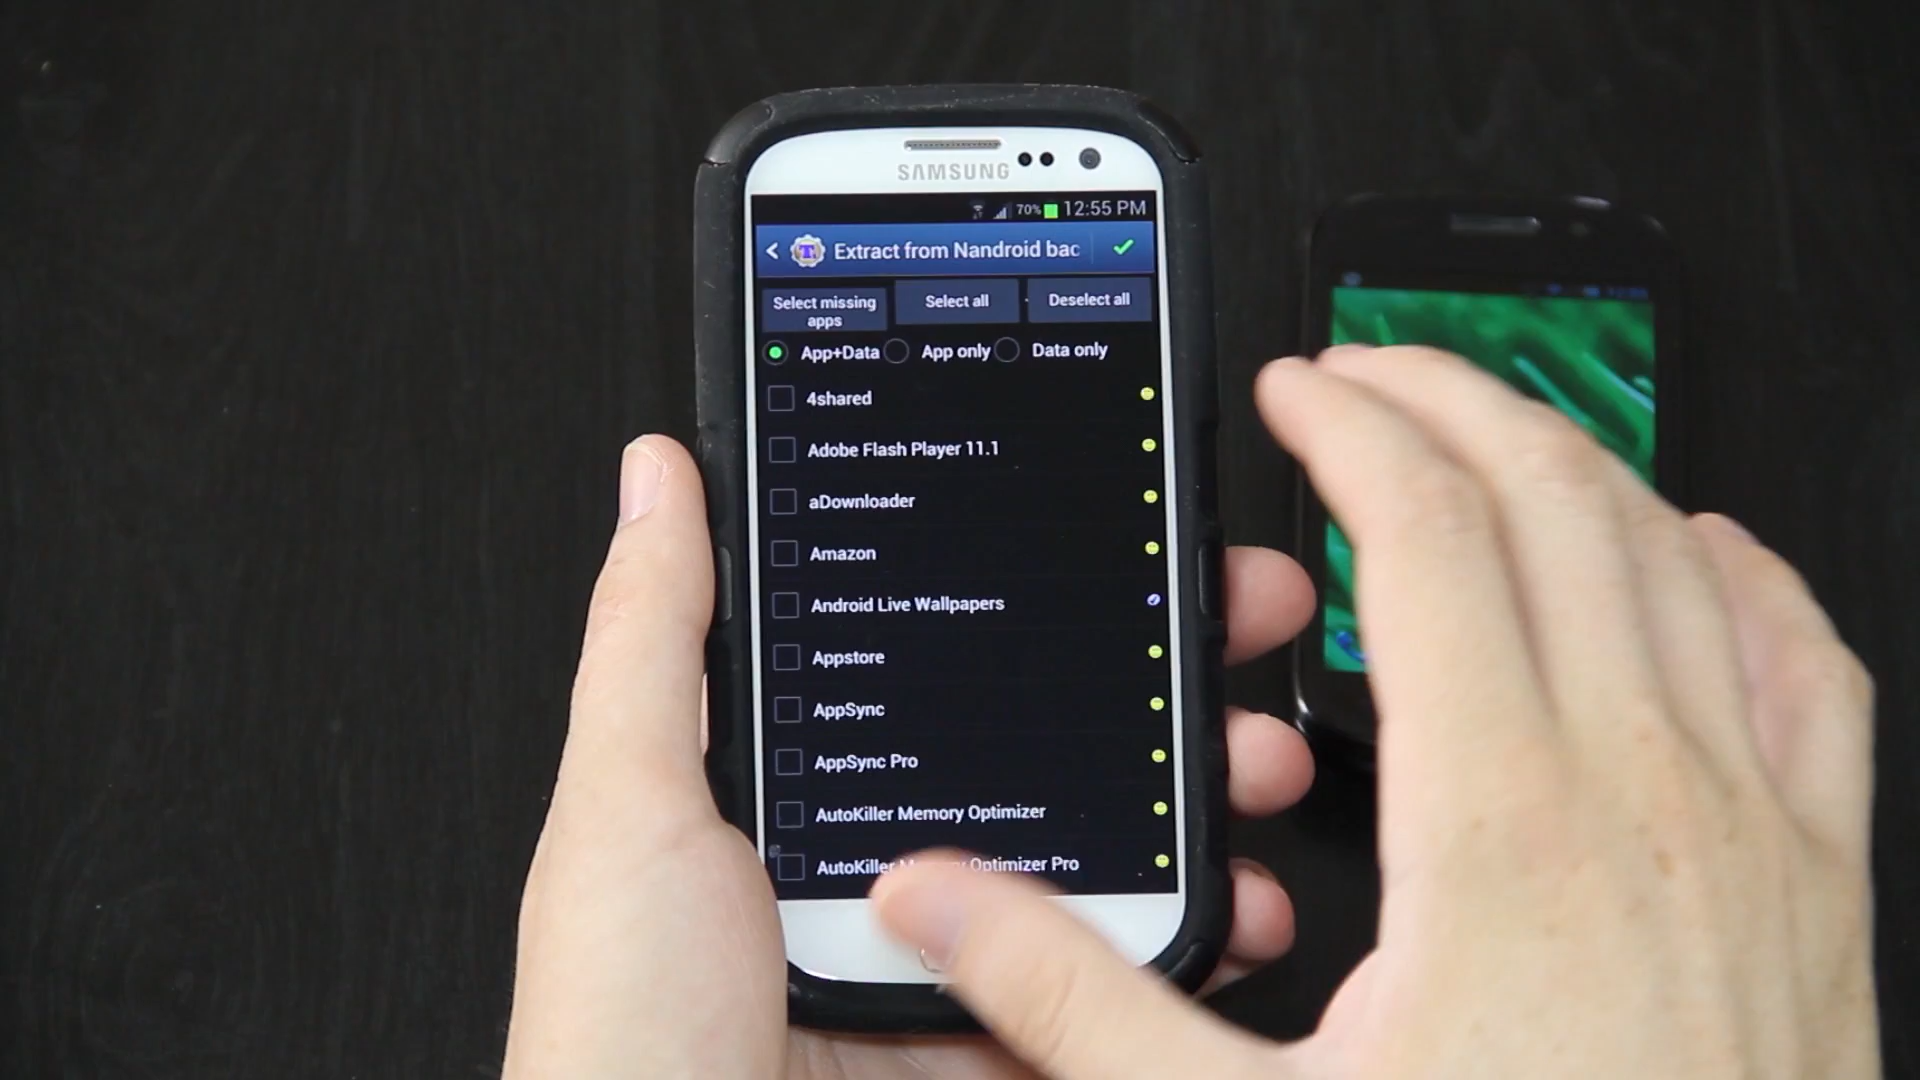 SAMSUNG
70% 12:55 PM
Extract from Nandroid bac
Select missing
apps
Select all
Deselect all
App+Data
App only
Data only
4shared
Adobe Flash Player 11.1
aDownloader
Amazon
Android Live Wallpapers
Appstore
AppSync
AppSync Pro
AutoKiller Memory Optimizer
AutoKiller Optimizer Pro